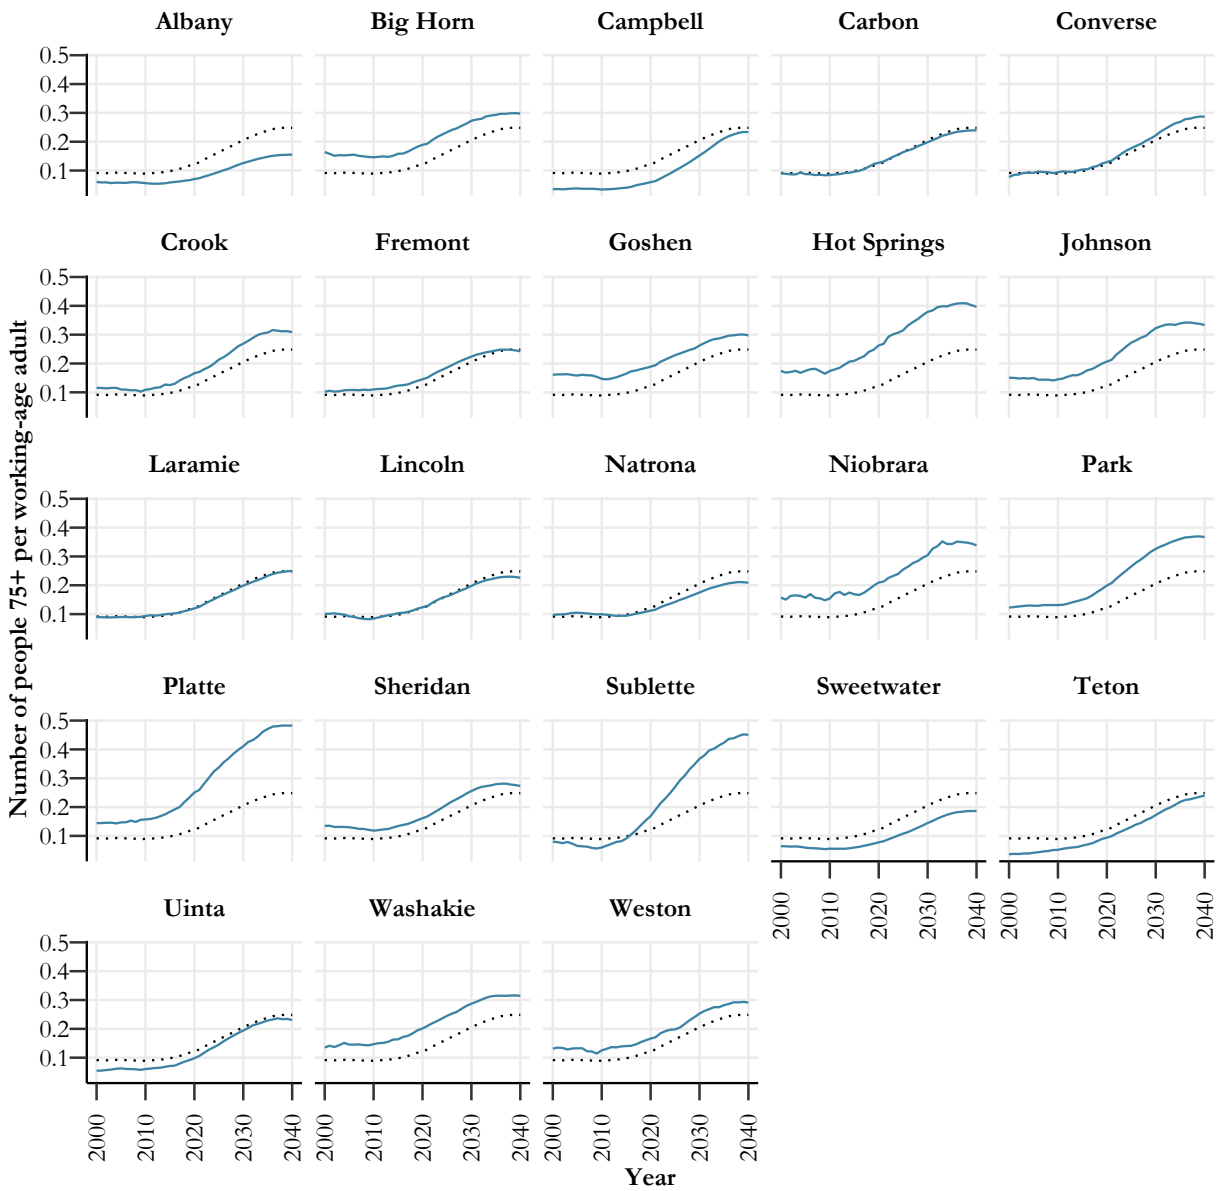 Albany Big Horn Campbell Carbon Converse
0.5
0.4
0.3
0.2
0.1
Crook Fremont Goshen Hot Springs Johnson
0.5
0.4
0.3
0.2
0.1
Laramie Lincoln Natrona Niobrara Park
0.5
0.4
0.3
0.2
0.1
Platte Sheridan Sublette Sweetwater Teton
0.5
0.4
0.3
0.2
0.1
2000 2010 2020 2030 2040 2000 2010 2020 2030 2040
Uinta Washakie Weston
0.5
0.4
0.3
0.2
0.1
2000 2010 2020 2030 2040 2000 2010 2020 2030 2040 2000 2010 2020 2030 2040
Year
Number of people 75+ per working-age adult